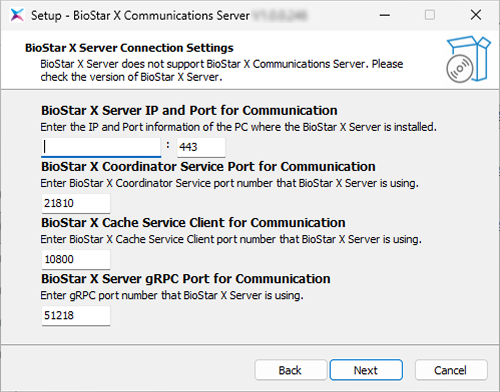 Setup - BioStar X Communications Server
BioStar X Server Connection Settings
BioStar X Server does not support BioStar X Communications Server. Please
check the version of BioStar X Server.
BioStar X Server IP and Port for Communication
Enter the IP and Port information of the PC where the BioStar X Server is installed.
: 443
BioStar X Coordinator Service Port for Communication
Enter BioStar X Coordinator Service port number that BioStar X Server is using.
21810
BioStar X Cache Service Client for Communication
Enter BioStar X Cache Service Client port number that BioStar X Server is using.
10800
BioStar X Server gRPC Port for Communication
Enter gRPC port number that BioStar X Server is using.
51218
Back Next Cancel